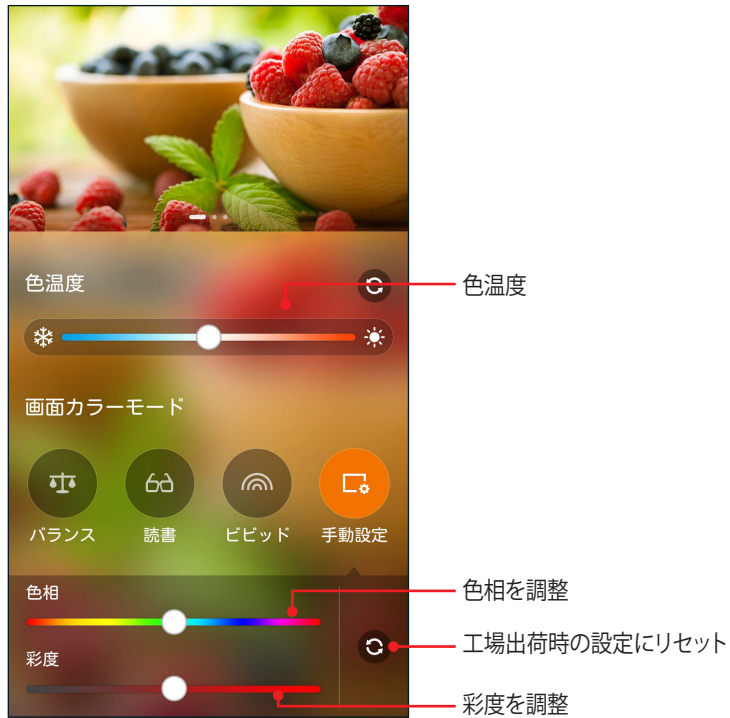 色温度
色温度
画面カラーモード
バランス
読書
ビビッド
手動設定
色相
色相を調整
工場出荷時の設定にリセット
彩度
彩度を調整